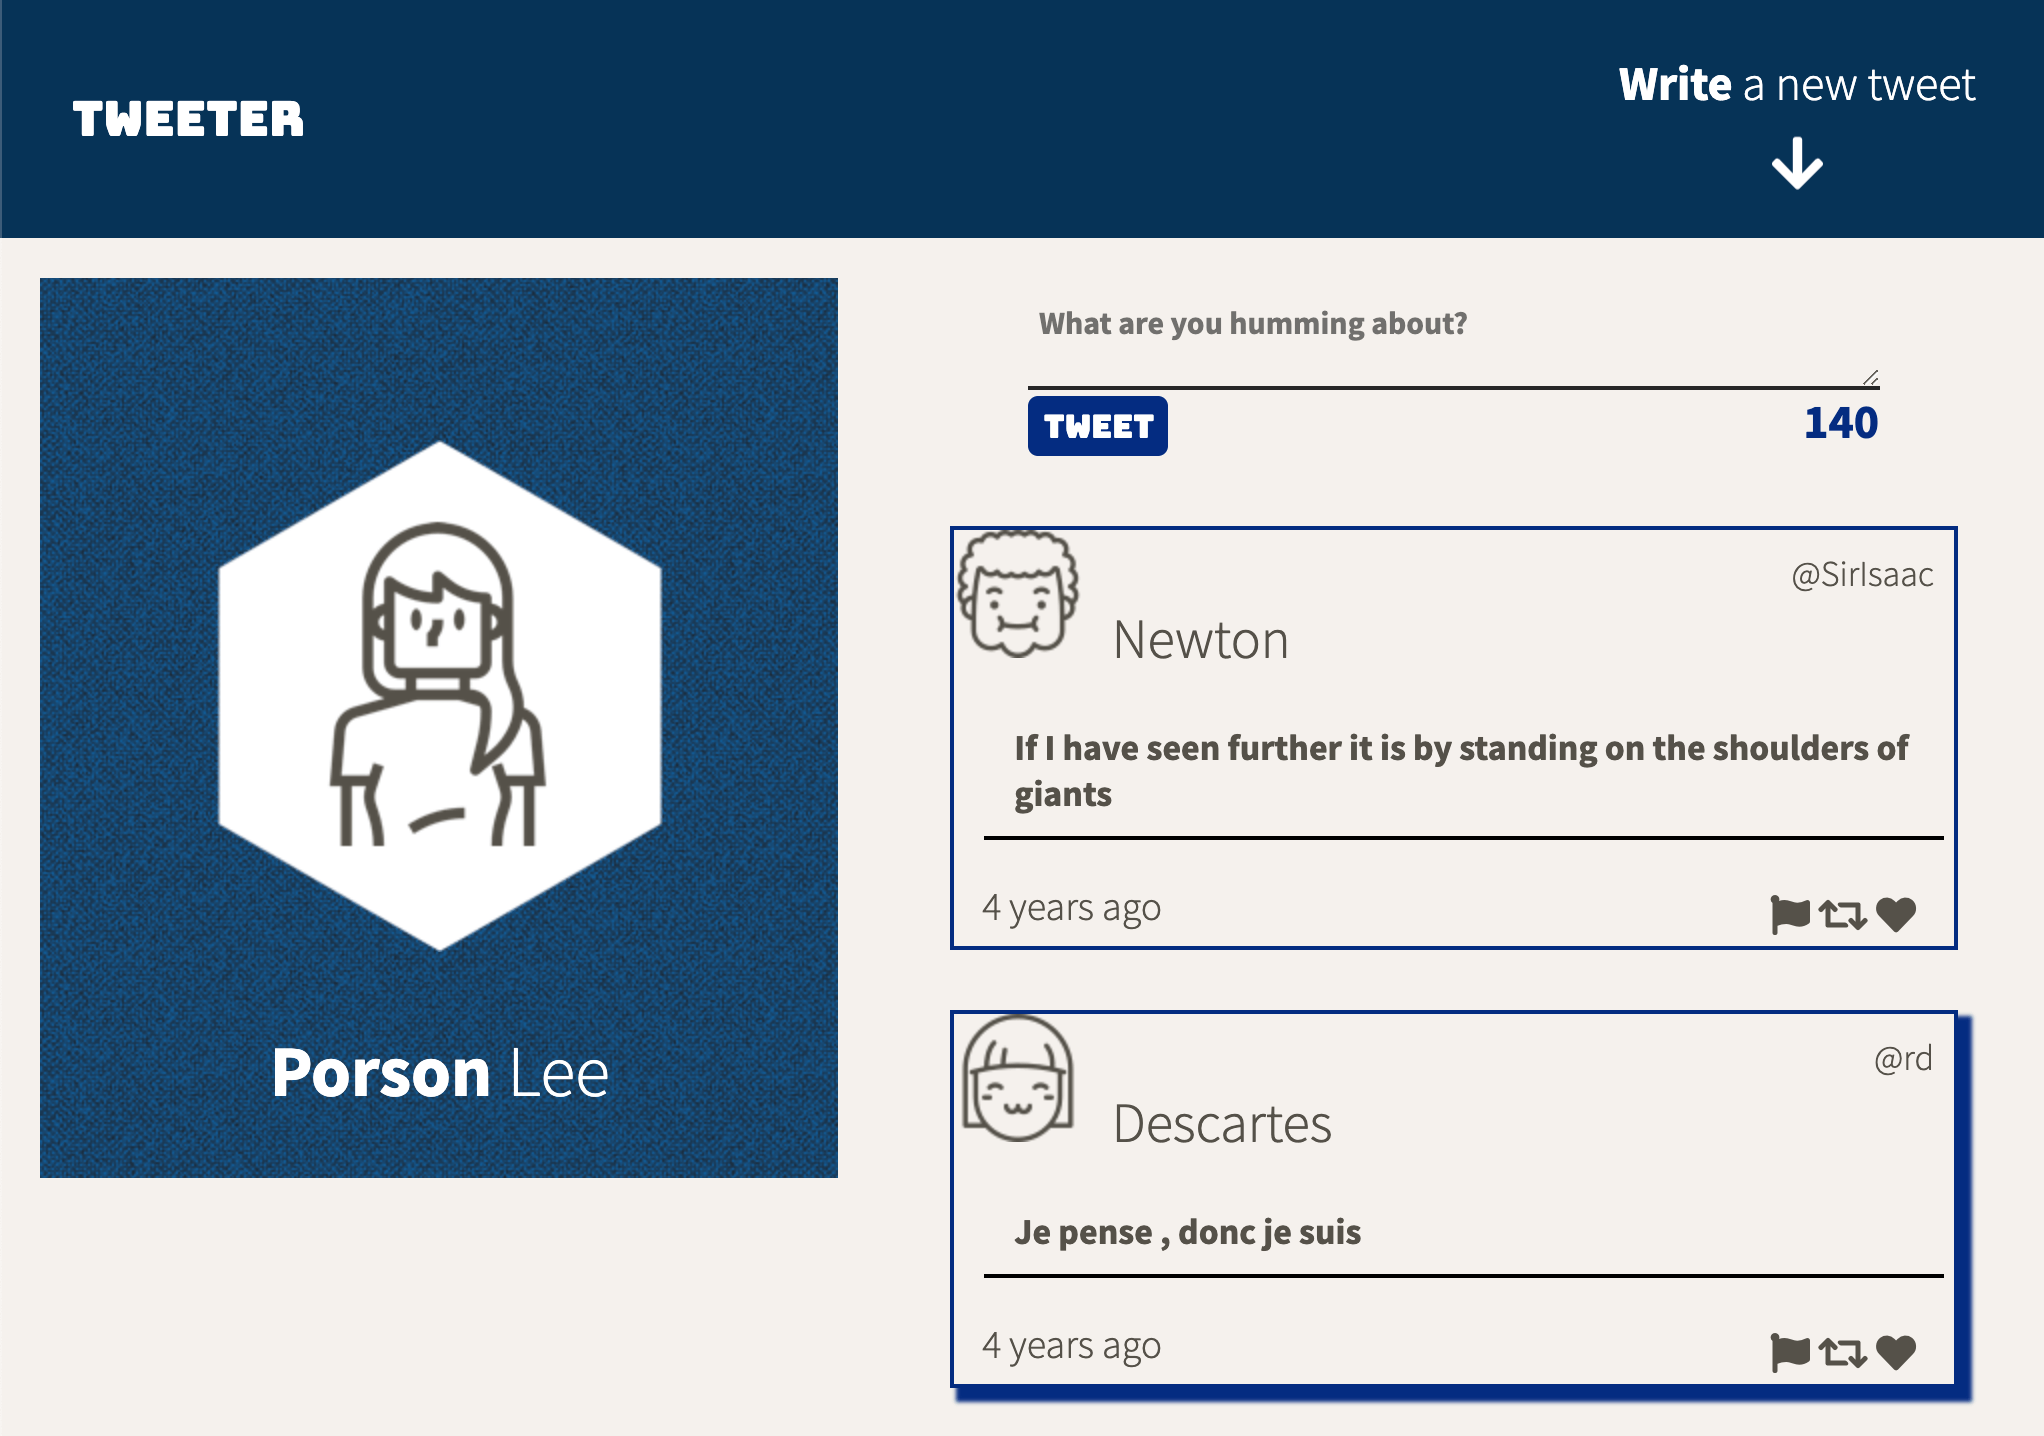 TWEETER
Write a new tweet
Porson Lee
What are you humming about?
TWEET
140
@SirIsaac
Newton
If I have seen further it is by standing on the shoulders of
giants
4 years ago
@rd
Descartes
Je pense , donc je suis
4 years ago